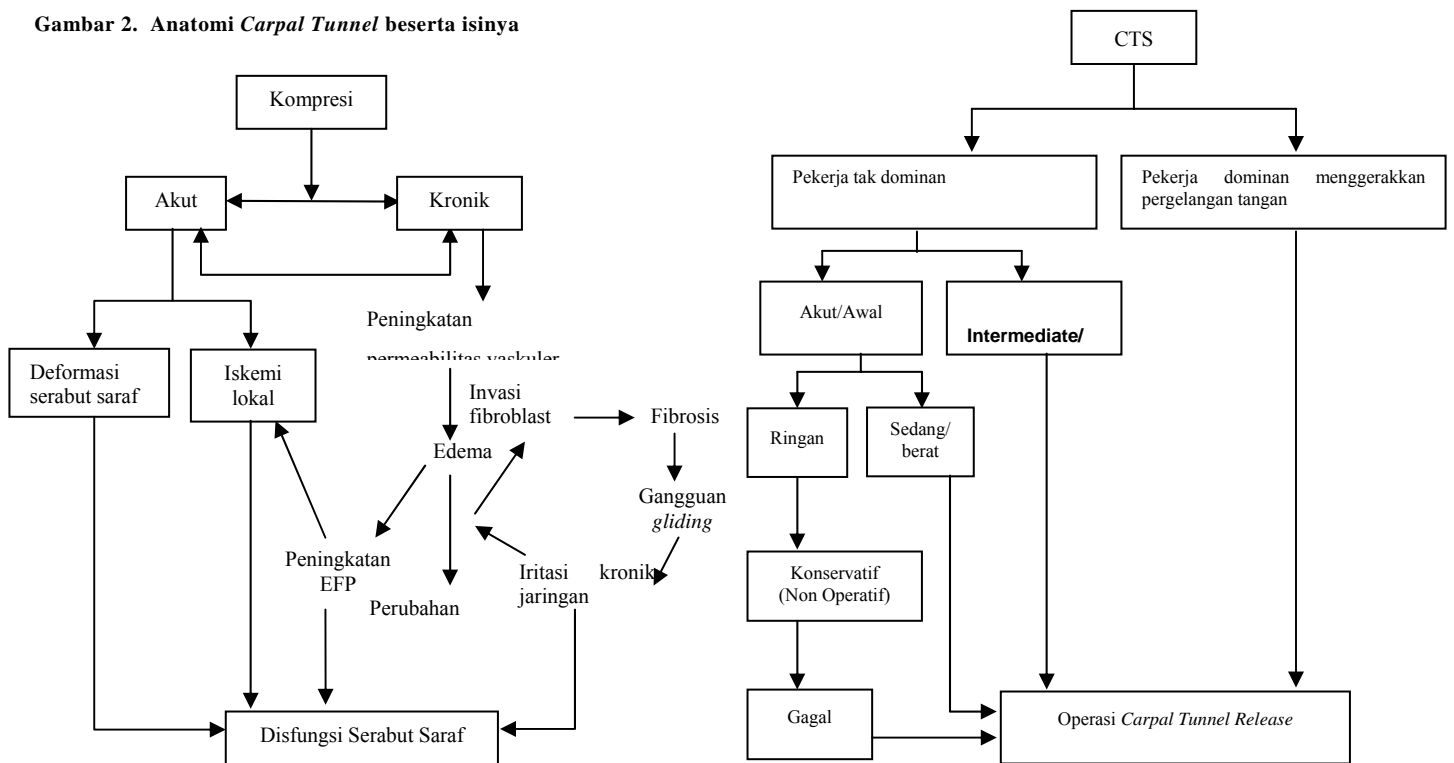 Gambar 2. Anatomi Carpal Tunnel beserta isinya
Kompresi
Akut
Kronik
Peningkatan
permeabilitas vaskuler
Deformasi
serabut saraf
Iskemi
lokal
Invasi
fibroblast
Fibrosis
Edema
Gangguan
gliding
Peningkatan
EFP
Perubahan
Iritasi kronik
jaringan
Disfungsi Serabut Saraf
CTS
Pekerja tak dominan
Pekerja dominan menggerakkan
pergelangan tangan
Akut/Awal
Intermediate/
Ringan
Sedang/
berat
Konservatif
(Non Operatif)
Gagal
Operasi Carpal Tunnel Release